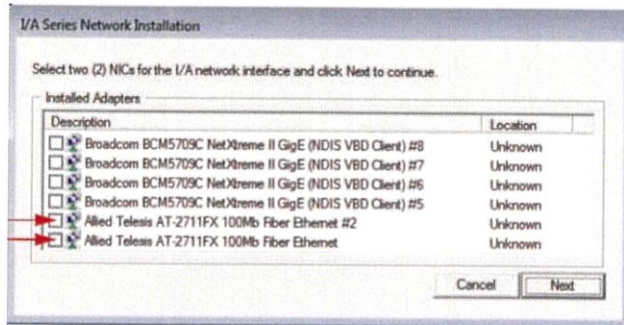 I/A Series Network Installation
Select two (2) NICs for the I/A network interface and click Next to continue.
Installed Adapters
Description Location
Broadcom BCM5709C NetXtreme II GigE (NDIS VBD Client) #8 Unknown
Broadcom BCM5709C NetXtreme II GigE (NDIS VBD Client) #7 Unknown
Broadcom BCM5709C NetXtreme II GigE (NDIS VBD Client) #6 Unknown
Broadcom BCM5709C NetXtreme II GigE (NDIS VBD Client) #5 Unknown
Allied Telesis AT-2711FX 100Mb Fiber Ethernet #2 Unknown
Allied Telesis AT-2711FX 100Mb Fiber Ethernet Unknown
Cancel Next